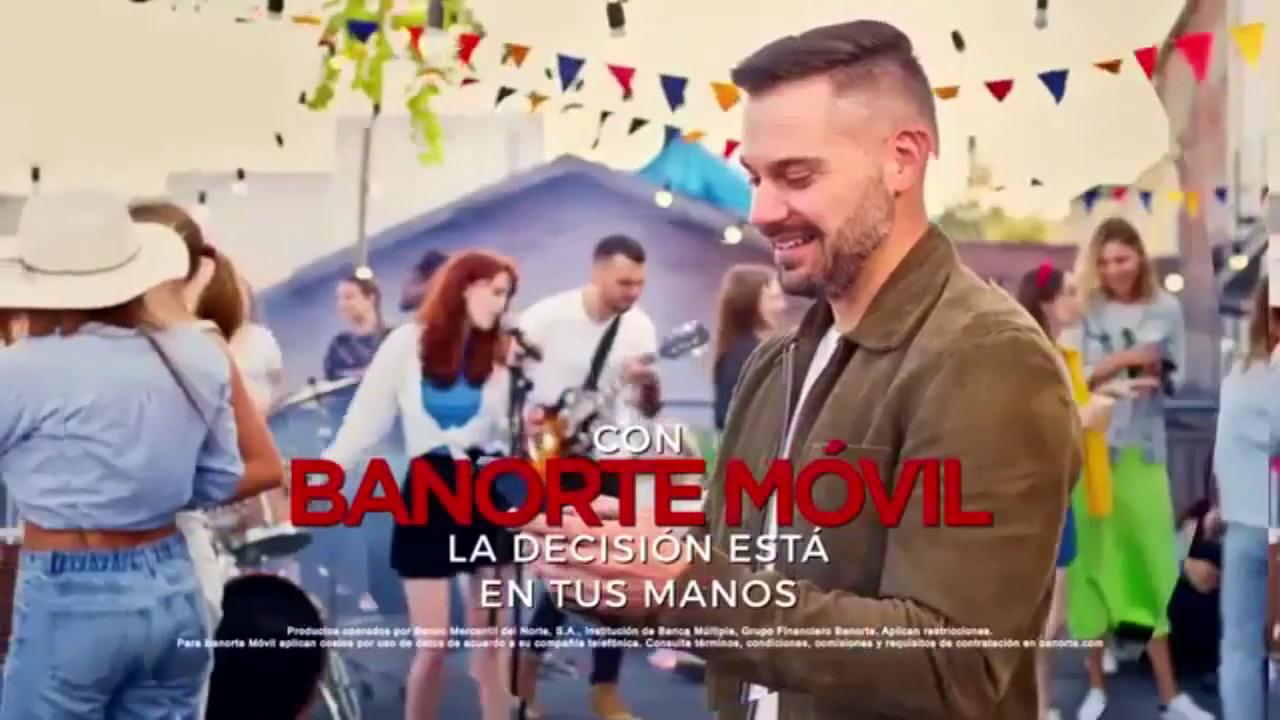 CON
BANORTE MÓVIL
LA DECISIÓN ESTÁ
EN TUS MANOS
Productos operados por Banco Mercantil del Norte, S.A., Institución de Banca Múltiple, Grupo Financiero Banorte. Aplican restricciones.
Para Banorte Móvil aplican costos por uso de datos de acuerdo a su compañía telefónica. Consulta términos, condiciones, comisiones y requisitos de contratación en banorte.com